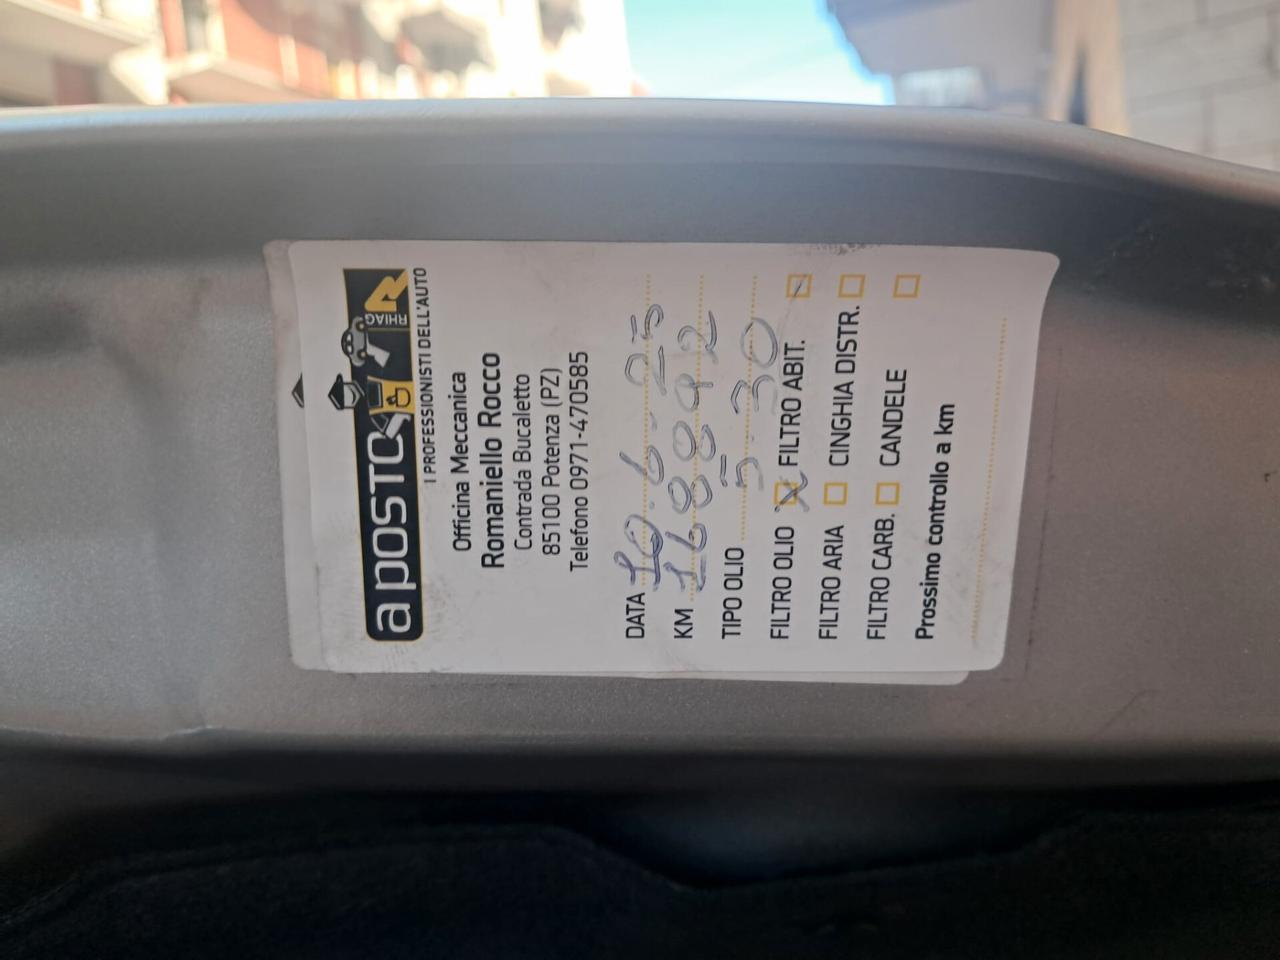 a POSTO
RHIAG
I PROFESSIONISTI DELL'AUTO
Officina Meccanica
Romaniello Rocco
Contrada Bucaletto
85100 Potenza (PZ)
Telefono 0971-470585
DATA 10.6.25
KM 168892
TIPO OLIO 5-30
FILTRO OLIO FILTRO ABIT.
FILTRO ARIA CINGHIA DISTR.
FILTRO CARB. CANDELE
Prossimo controllo a km